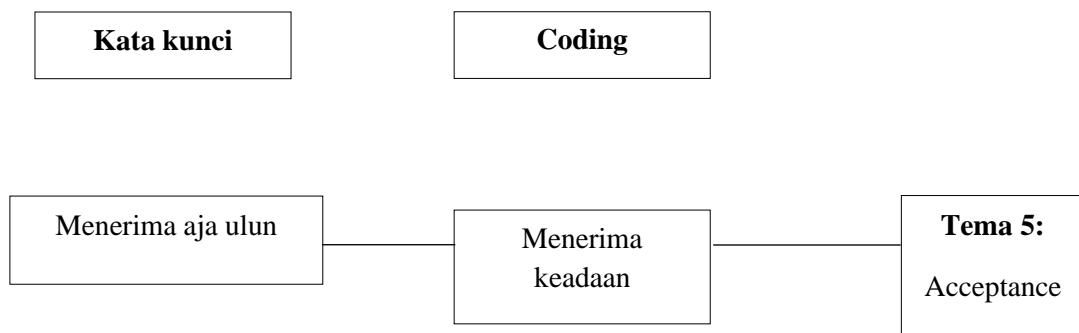 Kata kunci
Coding
Menerima aja ulun
Menerima
keadaan
Tema 5:
Acceptance